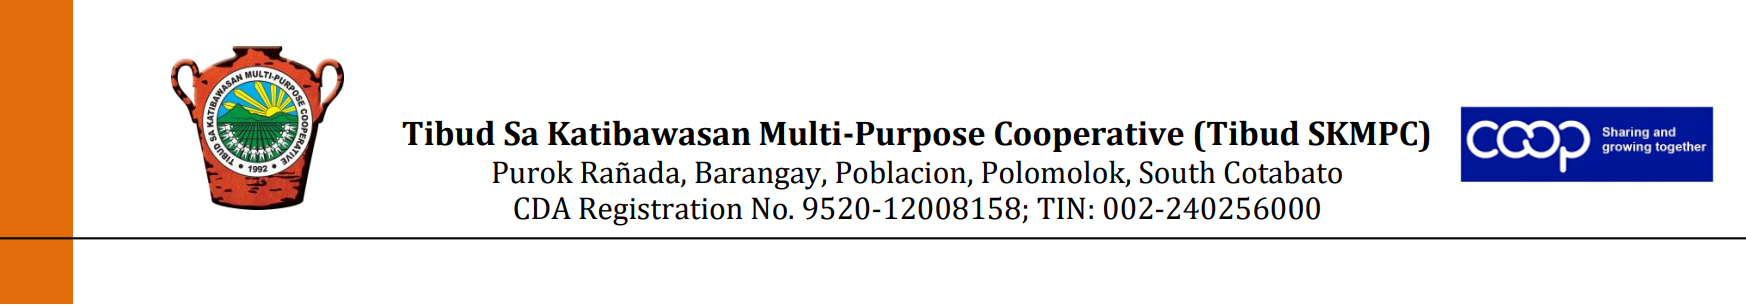 TIBUD SA KATIBAWASAN MULTI-PURPOSE COOPERATIVE
• 1992 •
Tibud Sa Katibawasan Multi-Purpose Cooperative (Tibud SKMPC)
Purok Rañada, Barangay, Poblacion, Polomolok, South Cotabato
CDA Registration No. 9520-12008158; TIN: 002-240256000
coop
Sharing and
growing together